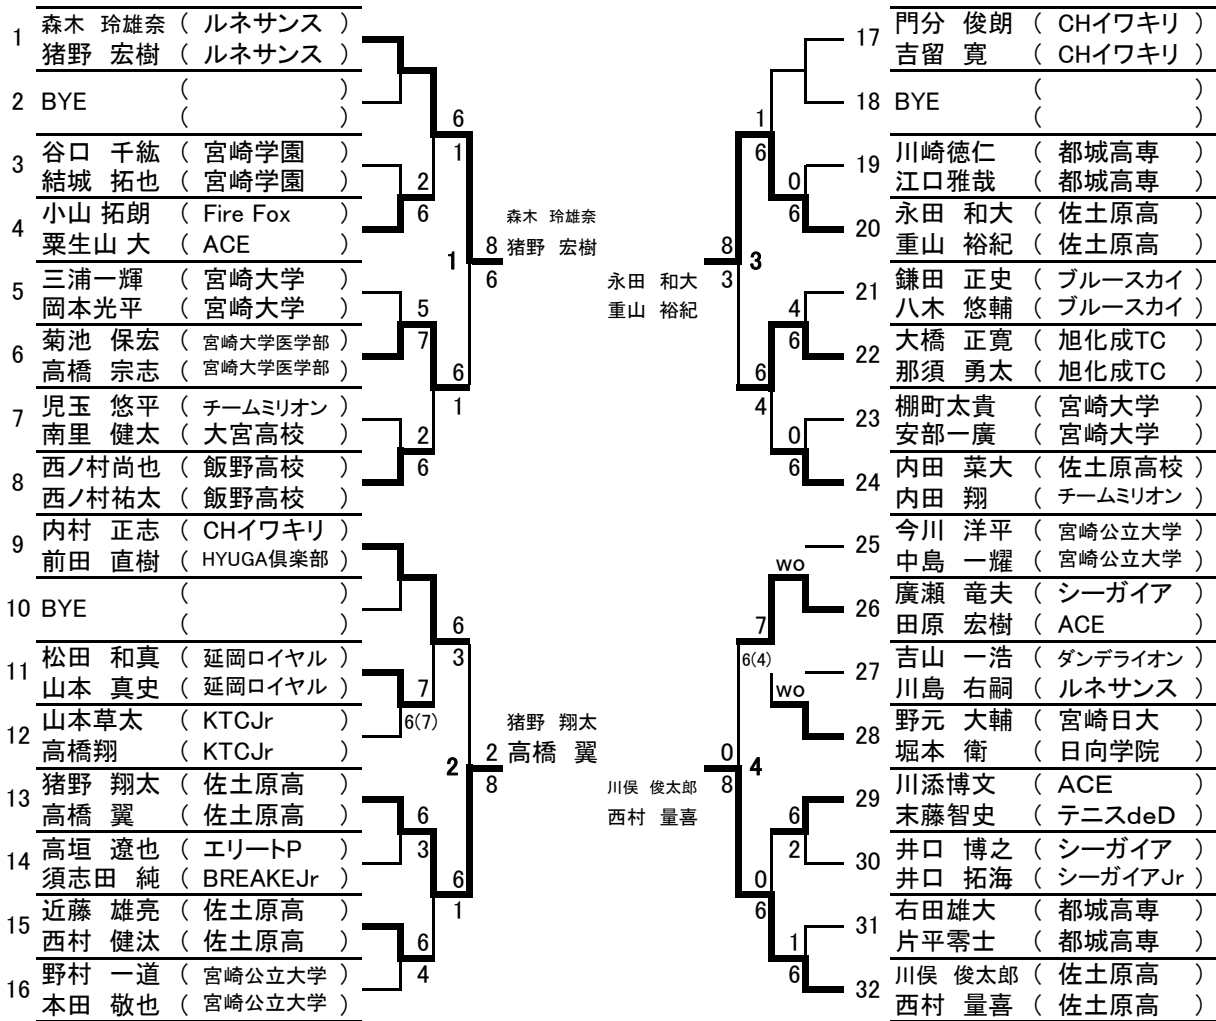 1 森木 玲雄奈 ( ルネサンス )
猪野 宏樹 ( ルネサンス )
2 BYE ( )
( )
3 谷口 千紘 ( 宮崎学園 )
結城 拓也 ( 宮崎学園 )
4 小山 拓朗 ( Fire Fox )
粟生山 大 ( ACE )
5 三浦一輝 ( 宮崎大学 )
岡本光平 ( 宮崎大学 )
6 菊池 保宏 ( 宮崎大学医学部 )
高橋 宗志 ( 宮崎大学医学部 )
7 児玉 悠平 ( チームミリオン )
南里 健太 ( 大宮高校 )
8 西ノ村尚也 ( 飯野高校 )
西ノ村祐太 ( 飯野高校 )
9 内村 正志 ( CHイワキリ )
前田 直樹 ( HYUGA倶楽部 )
10 BYE ( )
( )
11 松田 和真 ( 延岡ロイヤル )
山本 真史 ( 延岡ロイヤル )
12 山本草太 ( KTCJr )
高橋翔 ( KTCJr )
13 猪野 翔太 ( 佐土原高 )
高橋 翼 ( 佐土原高 )
14 高垣 遼也 ( エリートP )
須志田 純 ( BREAKEJr )
15 近藤 雄亮 ( 佐土原高 )
西村 健汰 ( 佐土原高 )
16 野村 一道 ( 宮崎公立大学 )
本田 敬也 ( 宮崎公立大学 )
6
1
2
6
5
7
6
1
2
6
1
8
6
森木 玲雄奈
猪野 宏樹
6
3
7
6(7)
6
3
6
1
6
4
2
2
8
猪野 翔太
高橋 翼
8
3
3
永田 和大
重山 裕紀
1
6
0
6
4
6
6
4
0
6
wo
7
6(4)
wo
0
8
4
川俣 俊太郎
西村 量喜
6
2
0
6
1
6
17 門分 俊朗 ( CHイワキリ )
吉留 寛 ( CHイワキリ )
18 BYE ( )
( )
19 川崎徳仁 ( 都城高専 )
江口雅哉 ( 都城高専 )
20 永田 和大 ( 佐土原高 )
重山 裕紀 ( 佐土原高 )
21 鎌田 正史 ( ブルースカイ )
八木 悠輔 ( ブルースカイ )
22 大橋 正寛 ( 旭化成TC )
那須 勇太 ( 旭化成TC )
23 棚町太貴 ( 宮崎大学 )
安部一廣 ( 宮崎大学 )
24 内田 菜大 ( 佐土原高校 )
内田 翔 ( チームミリオン )
25 今川 洋平 ( 宮崎公立大学 )
中島 一耀 ( 宮崎公立大学 )
26 廣瀬 竜夫 ( シーガイア )
田原 宏樹 ( ACE )
27 吉山 一浩 ( ダンデライオン )
川島 右嗣 ( ルネサンス )
28 野元 大輔 ( 宮崎日大 )
堀本 衛 ( 日向学院 )
29 川添博文 ( ACE )
末藤智史 ( テニスdeD )
30 井口 博之 ( シーガイア )
井口 拓海 ( シーガイアJr )
31 右田雄大 ( 都城高専 )
片平零士 ( 都城高専 )
32 川俣 俊太郎 ( 佐土原高 )
西村 量喜 ( 佐土原高 )